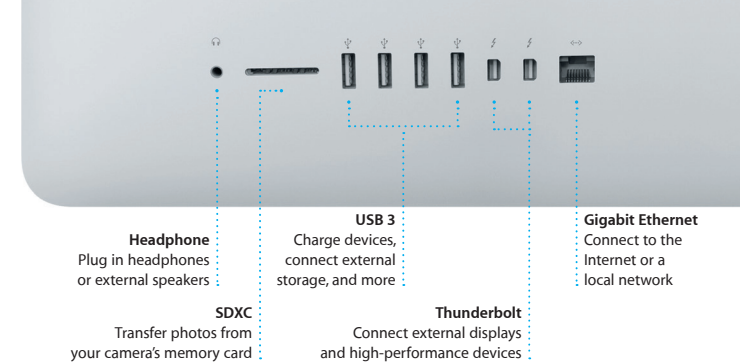 Headphone
Plug in headphones
or external speakers
SDXC
Transfer photos from
your camera's memory card
USB 3
Charge devices,
connect external
storage, and more
Thunderbolt
Connect external displays
and high-performance devices
Gigabit Ethernet
Connect to the
Internet or a
local network